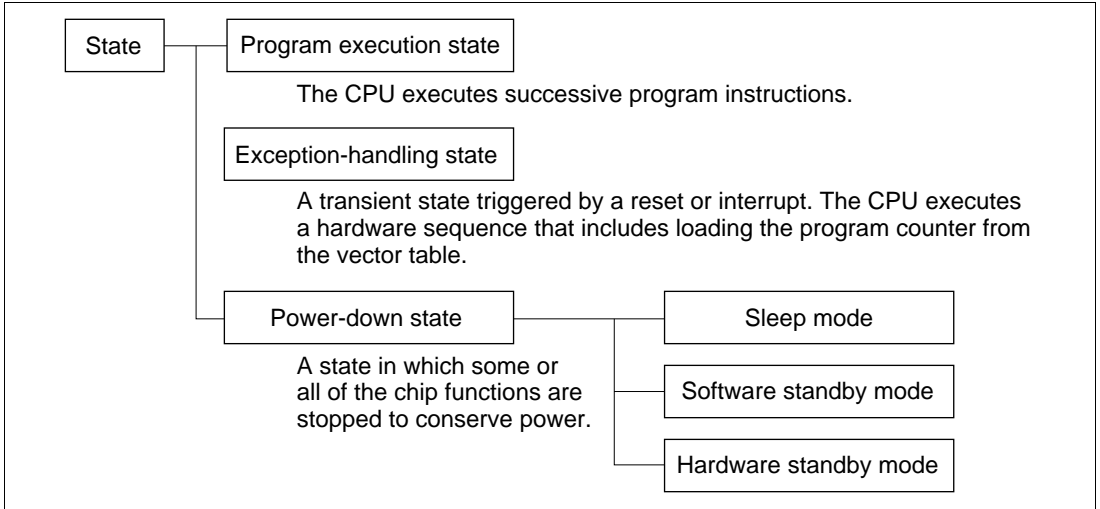 State
Program execution state
The CPU executes successive program instructions.
Exception-handling state
A transient state triggered by a reset or interrupt. The CPU executes
a hardware sequence that includes loading the program counter from
the vector table.
Power-down state
Sleep mode
A state in which some or
all of the chip functions are
stopped to conserve power.
Software standby mode
Hardware standby mode